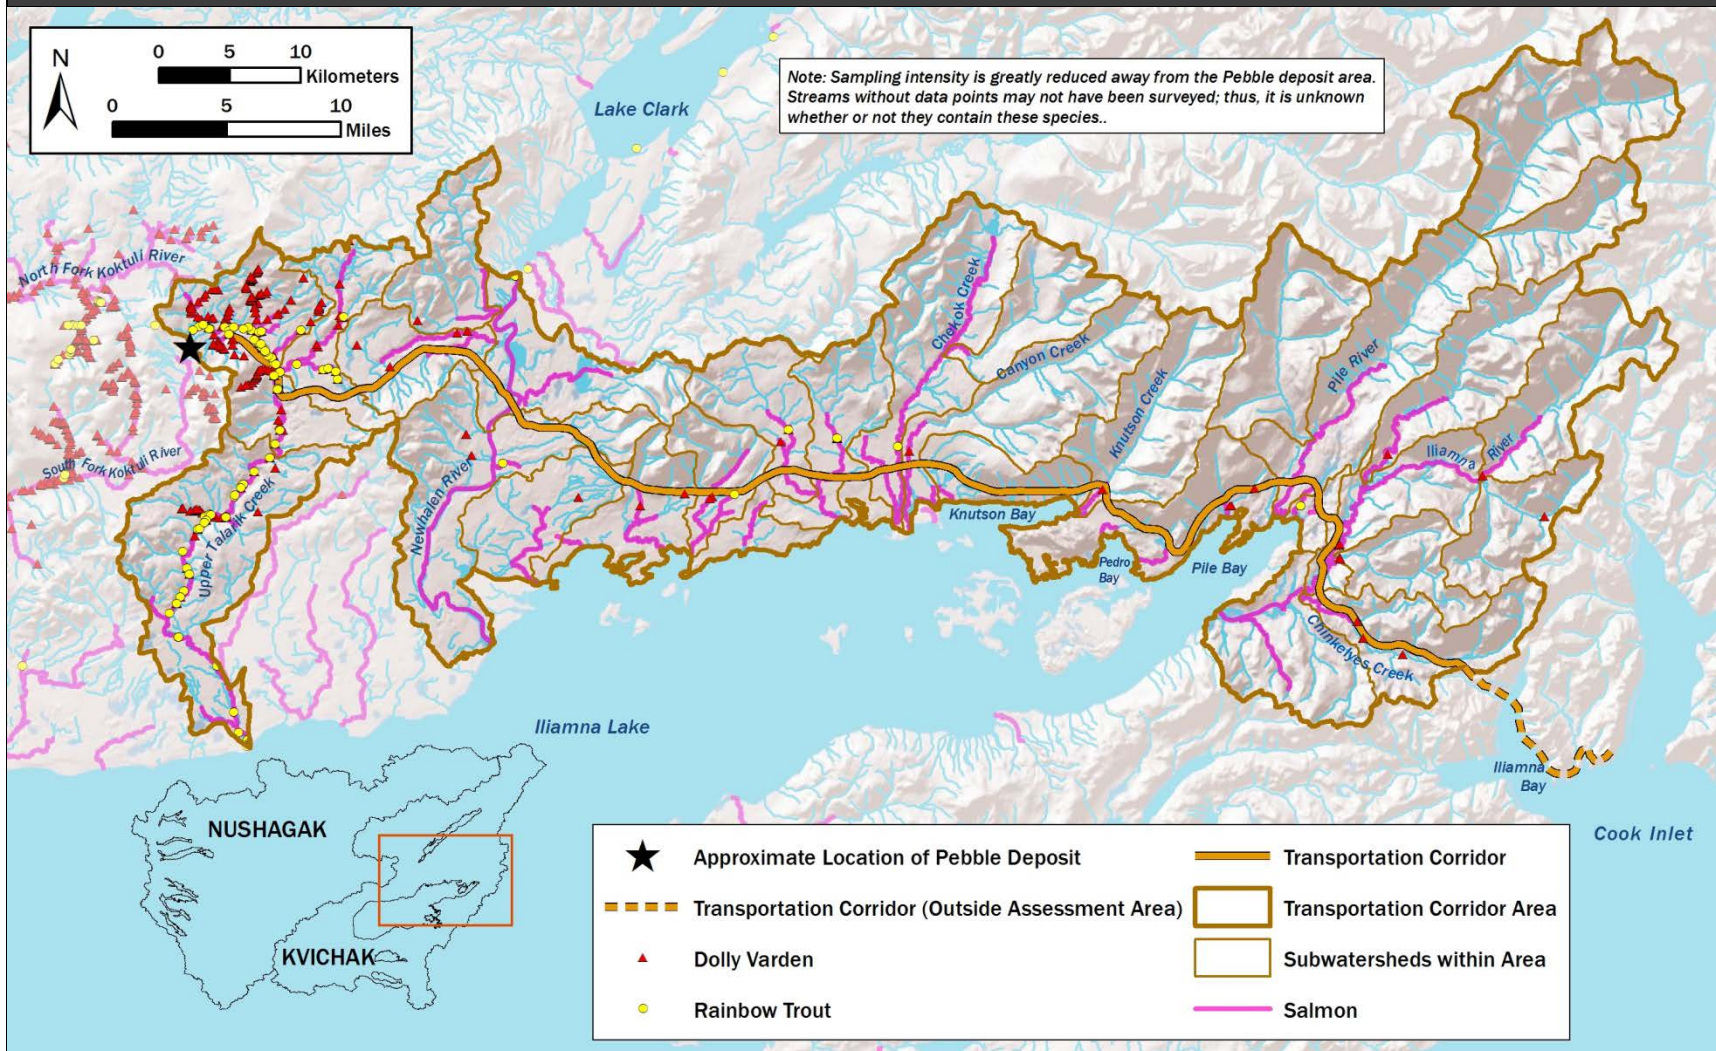 N
0 5 10
Kilometers
0 5 10
Miles
Note: Sampling intensity is greatly reduced away from the Pebble deposit area.
Streams without data points may not have been surveyed; thus, it is unknown
whether or not they contain these species..
Lake Clark
North Fork Koktuli River
South Fork Koktuli River
Upper Talarik Creek
Newhalen River
Chekok Creek
Canyon Creek
Knutson Creek
Pile River
Iliamna River
Knutson Bay
Pedro
Bay
Pile Bay
Chinkelyes Creek
Iliamna Lake
Iliamna
Bay
Cook Inlet
NUSHAGAK
KVICHAK
Approximate Location of Pebble Deposit
Transportation Corridor (Outside Assessment Area)
Dolly Varden
Rainbow Trout
Transportation Corridor
Transportation Corridor Area
Subwatersheds within Area
Salmon